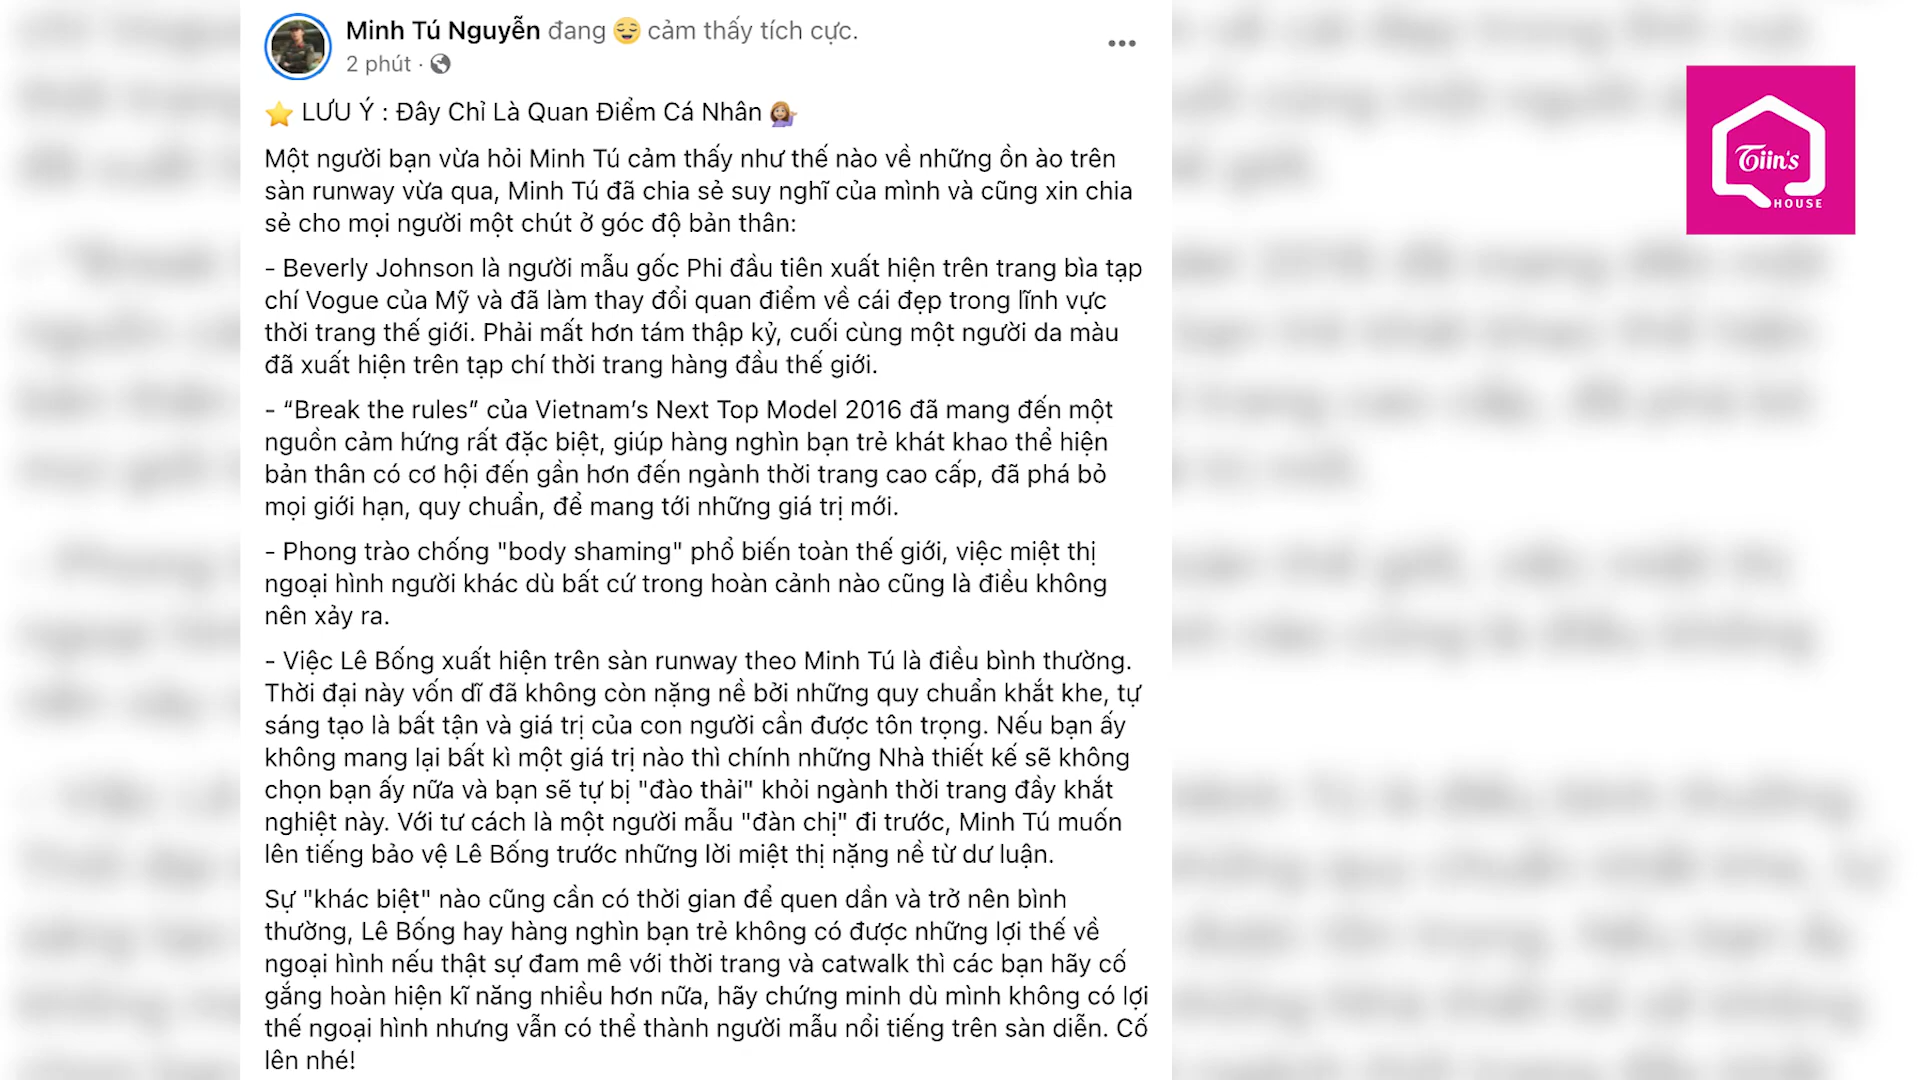 Minh Tú Nguyễn đang 😌 cảm thấy tích cực.
2 phút ·
⭐ LƯU Ý : Đây Chỉ Là Quan Điểm Cá Nhân 💁🏼‍♀️
Một người bạn vừa hỏi Minh Tú cảm thấy như thế nào về những ồn ào trên
sàn runway vừa qua, Minh Tú đã chia sẻ suy nghĩ của mình và cũng xin chia
sẻ cho mọi người một chút ở góc độ bản thân:
- Beverly Johnson là người mẫu gốc Phi đầu tiên xuất hiện trên trang bìa tạp
chí Vogue của Mỹ và đã làm thay đổi quan điểm về cái đẹp trong lĩnh vực
thời trang thế giới. Phải mất hơn tám thập kỷ, cuối cùng một người da màu
đã xuất hiện trên tạp chí thời trang hàng đầu thế giới.
- “Break the rules” của Vietnam’s Next Top Model 2016 đã mang đến một
nguồn cảm hứng rất đặc biệt, giúp hàng nghìn bạn trẻ khát khao thể hiện
bản thân có cơ hội đến gần hơn đến ngành thời trang cao cấp, đã phá bỏ
mọi giới hạn, quy chuẩn, để mang tới những giá trị mới.
- Phong trào chống "body shaming" phổ biến toàn thế giới, việc miệt thị
ngoại hình người khác dù bất cứ trong hoàn cảnh nào cũng là điều không
nên xảy ra.
- Việc Lê Bống xuất hiện trên sàn runway theo Minh Tú là điều bình thường.
Thời đại này vốn dĩ đã không còn nặng nề bởi những quy chuẩn khắt khe, tự
sáng tạo là bất tận và giá trị của con người cần được tôn trọng. Nếu bạn ấy
không mang lại bất kì một giá trị nào thì chính những Nhà thiết kế sẽ không
chọn bạn ấy nữa và bạn sẽ tự bị "đào thải" khỏi ngành thời trang đầy khắt
nghiệt này. Với tư cách là một người mẫu "đàn chị" đi trước, Minh Tú muốn
lên tiếng bảo vệ Lê Bống trước những lời miệt thị nặng nề từ dư luận.
Sự "khác biệt" nào cũng cần có thời gian để quen dần và trở nên bình
thường, Lê Bống hay hàng nghìn bạn trẻ không có được những lợi thế về
ngoại hình nếu thật sự đam mê với thời trang và catwalk thì các bạn hãy cố
gắng hoàn hiện kĩ năng nhiều hơn nữa, hãy chứng minh dù mình không có lợi
thế ngoại hình nhưng vẫn có thể thành người mẫu nổi tiếng trên sàn diễn. Cố
lên nhé!
Tiin's
HOUSE